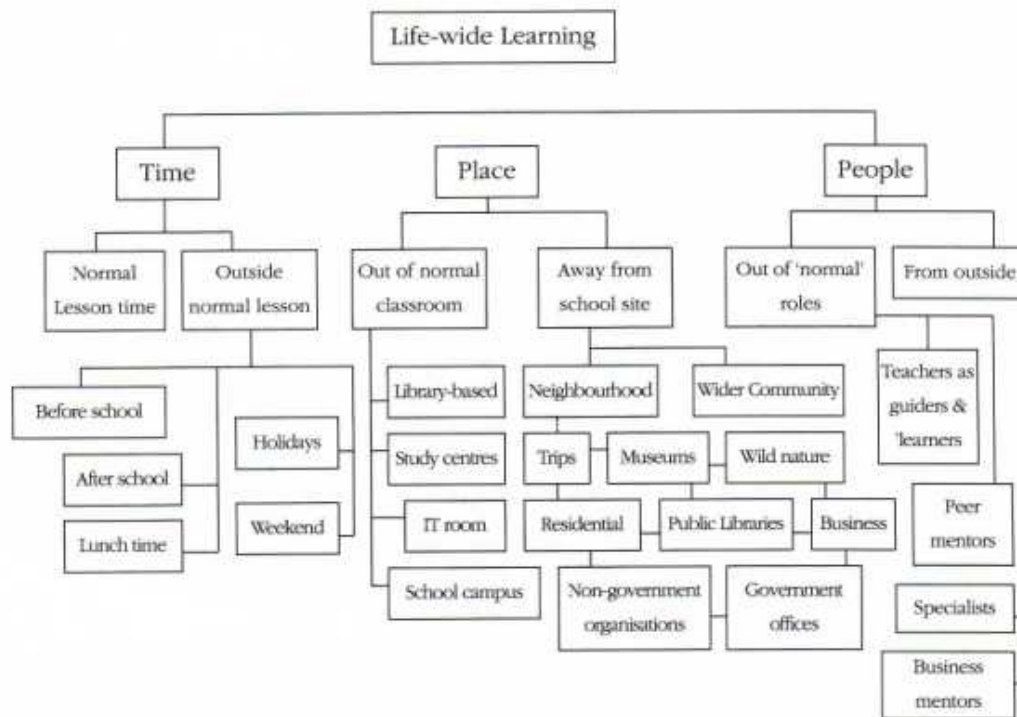 Life-wide Learning
Time
Place
People
Normal
Lesson time
Outside
normal lesson
Out of normal
classroom
Away from
school site
Out of 'normal'
roles
From outside
Before school
After school
Lunch time
Holidays
Weekend
Library-based
Study centres
IT room
School campus
Neighbourhood
Wider Community
Trips
Museums
Wild nature
Residential
Public Libraries
Business
Non-government
organisations
Government
offices
Teachers as
guiders &
'learners
Peer
mentors
Specialists
Business
mentors